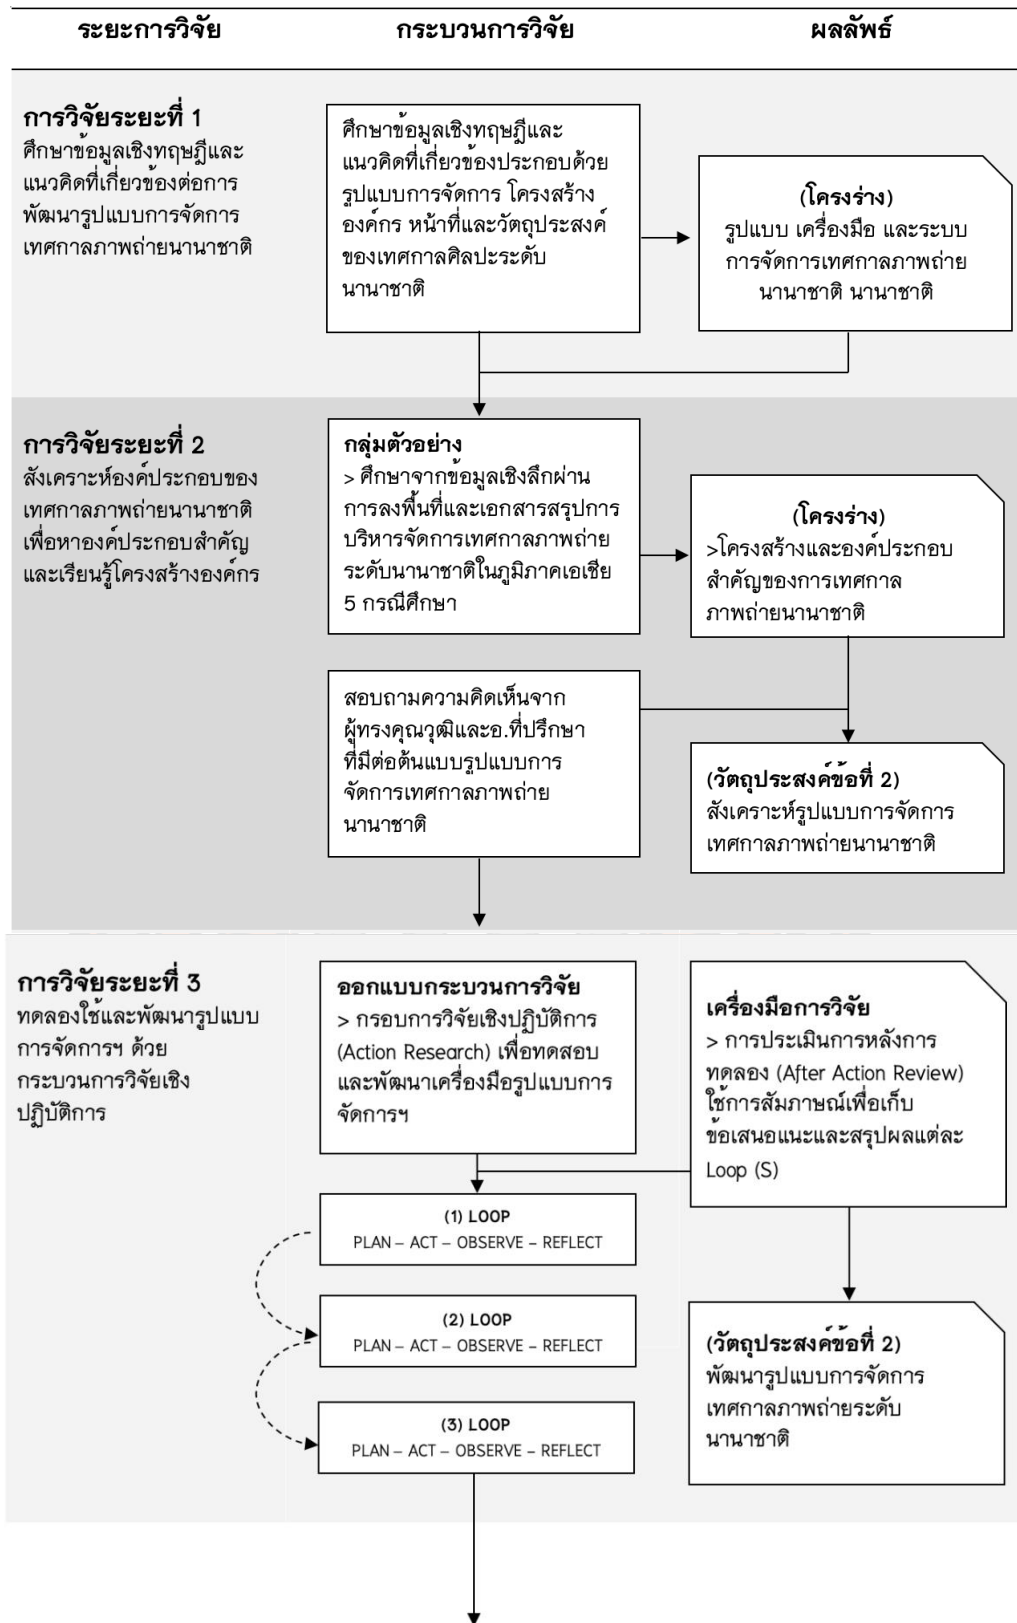 ระยะการวิจัย
กระบวนการวิจัย
ผลลัพธ์
การวิจัยระยะที่ 1
ศึกษาข้อมูลเชิงทฤษฎีและ
แนวคิดที่เกี่ยวข้องต่อการ
พัฒนารูปแบบการจัดการ
เทศกาลภาพถ่ายนานาชาติ
ศึกษาข้อมูลเชิงทฤษฎีและ
แนวคิดที่เกี่ยวข้องประกอบด้วย
รูปแบบการจัดการ โครงสร้าง
องค์กร หน้าที่และวัตถุประสงค์
ของเทศกาลศิลปะระดับ
นานาชาติ
(โครงร่าง)
รูปแบบ เครื่องมือ และระบบ
การจัดการเทศกาลภาพถ่าย
นานาชาติ นานาชาติ
การวิจัยระยะที่ 2
สังเคราะห์องค์ประกอบของ
เทศกาลภาพถ่ายนานาชาติ
เพื่อหาองค์ประกอบสำคัญ
และเรียนรู้โครงสร้างองค์กร
กลุ่มตัวอย่าง
> ศึกษาจากข้อมูลเชิงลึกผ่าน
การลงพื้นที่และเอกสารสรุปการ
บริหารจัดการเทศกาลภาพถ่าย
ระดับนานาชาติในภูมิภาคเอเชีย
5 กรณีศึกษา
(โครงร่าง)
>โครงสร้างและองค์ประกอบ
สำคัญของการเทศกาล
ภาพถ่ายนานาชาติ
สอบถามความคิดเห็นจาก
ผู้ทรงคุณวุฒิและอ.ที่ปรึกษา
ที่มีต่อต้นแบบรูปแบบการ
จัดการเทศกาลภาพถ่าย
นานาชาติ
(วัตถุประสงค์ข้อที่ 2)
สังเคราะห์รูปแบบการจัดการ
เทศกาลภาพถ่ายนานาชาติ
การวิจัยระยะที่ 3
ทดลองใช้และพัฒนารูปแบบ
การจัดการฯ ด้วย
กระบวนการวิจัยเชิง
ปฏิบัติการ
ออกแบบกระบวนการวิจัย
> กรอบการวิจัยเชิงปฏิบัติการ
(Action Research) เพื่อทดสอบ
และพัฒนาเครื่องมือรูปแบบการ
จัดการฯ
เครื่องมือการวิจัย
> การประเมินการหลังการ
ทดลอง (After Action Review)
ใช้การสัมภาษณ์เพื่อเก็บ
ข้อเสนอแนะและสรุปผลแต่ละ
Loop (S)
(1) LOOP
PLAN – ACT – OBSERVE – REFLECT
(2) LOOP
PLAN – ACT – OBSERVE – REFLECT
(3) LOOP
PLAN – ACT – OBSERVE – REFLECT
(วัตถุประสงค์ข้อที่ 2)
พัฒนารูปแบบการจัดการ
เทศกาลภาพถ่ายระดับ
นานาชาติ